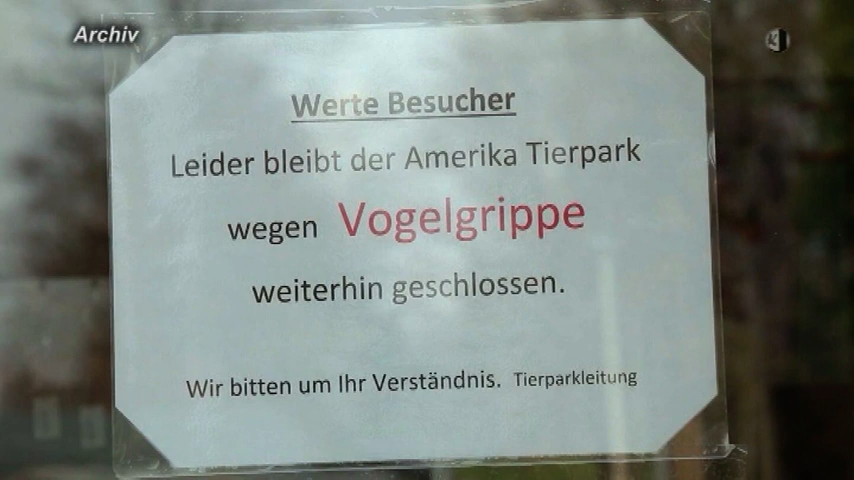 Archiv
Werte Besucher
Leider bleibt der Amerika Tierpark
wegen Vogelgrippe
weiterhin geschlossen.
Wir bitten um Ihr Verständnis. Tierparkleitung